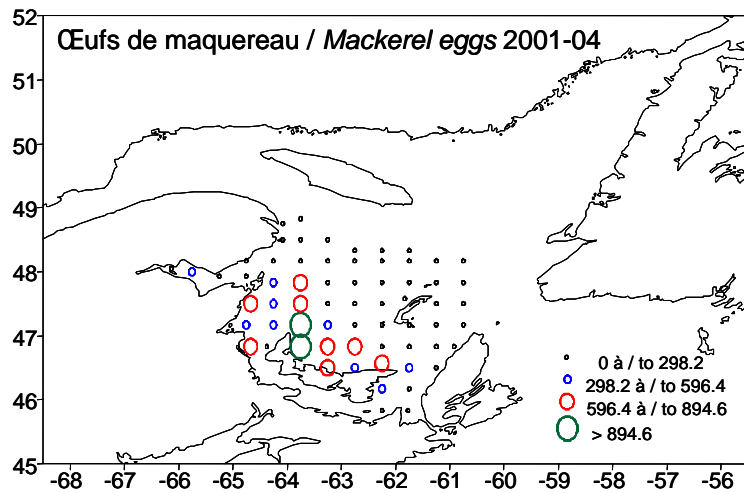 Œufs de maquereau / Mackerel eggs 2001-04
52
51
50
49
48
47
46
45
0 à / to 298.2
298.2 à / to 596.4
596.4 à / to 894.6
> 894.6
-68 -67 -66 -65 -64 -63 -62 -61 -60 -59 -58 -57 -56